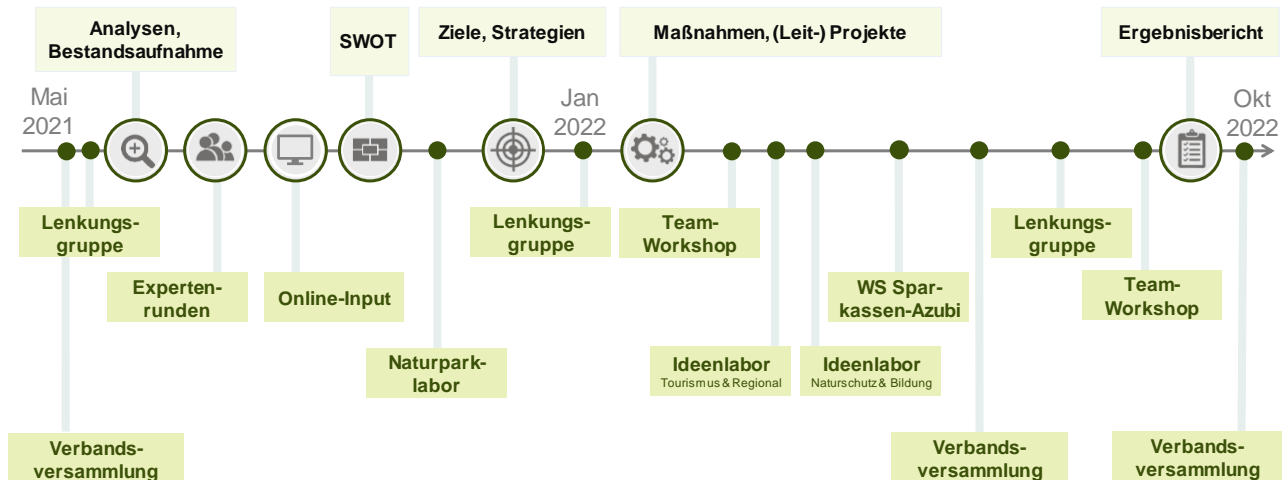 Analysen,
Bestandsaufnahme
SWOT
Ziele, Strategien
Maßnahmen, (Leit-) Projekte
Ergebnisbericht
Mai
2021
Jan
2022
Okt
2022
Lenkungs-
gruppe
Experten-
runden
Online-Input
Naturpark-
labor
Lenkungs-
gruppe
Team-
Workshop
Ideenlabor
Tourismus & Regional
Ideenlabor
Naturschutz & Bildung
WS Spar-
kassen-Azubi
Lenkungs-
gruppe
Team-
Workshop
Verbands-
versammlung
Verbands-
versammlung
Verbands-
versammlung